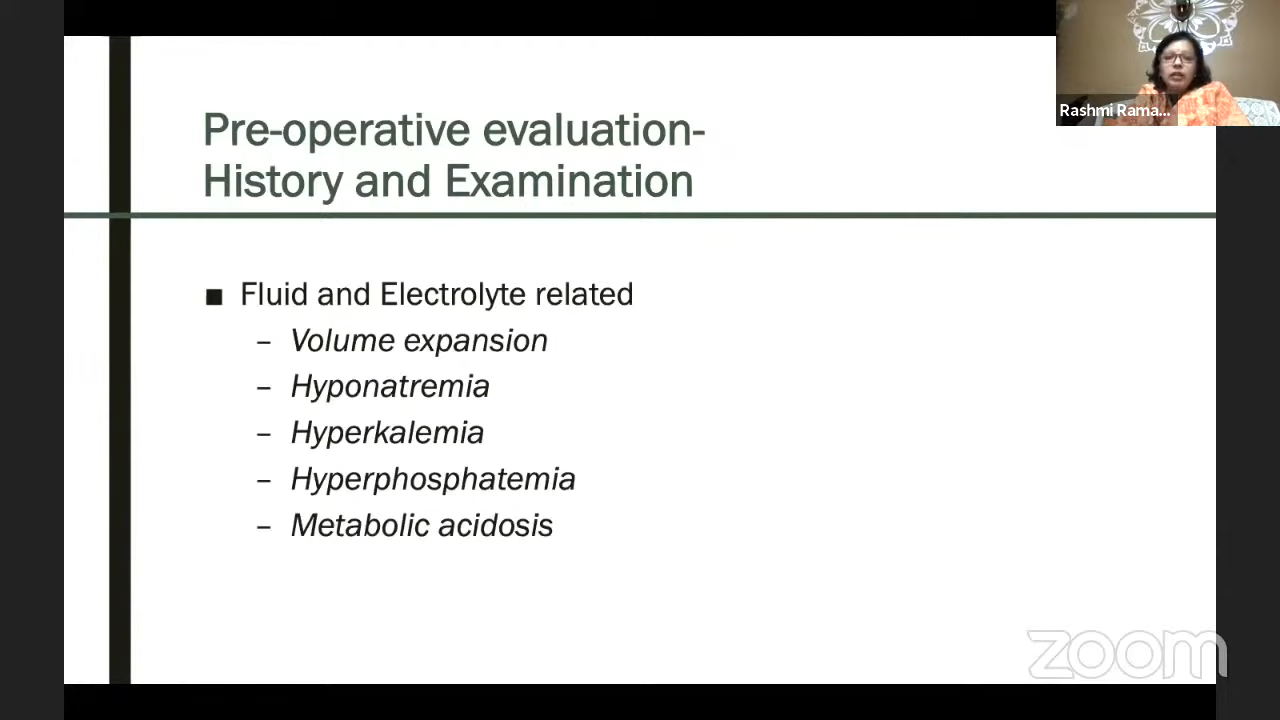 Rashmi Rama...
Pre-operative evaluation-
History and Examination
■ Fluid and Electrolyte related
– Volume expansion
– Hyponatremia
– Hyperkalemia
– Hyperphosphatemia
– Metabolic acidosis
zoom